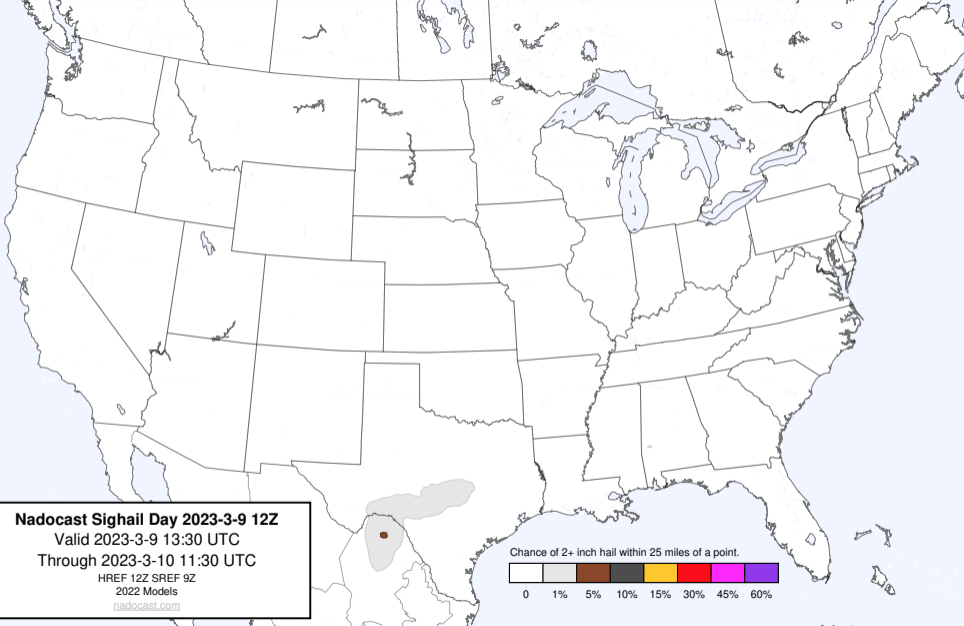 Nadocast Sighail Day 2023-3-9 12Z
Valid 2023-3-9 13:30 UTC
Through 2023-3-10 11:30 UTC
HREF 12Z SREF 9Z
2022 Models
nadocast.com
Chance of 2+ inch hail within 25 miles of a point.
0 1% 5% 10% 15% 30% 45% 60%